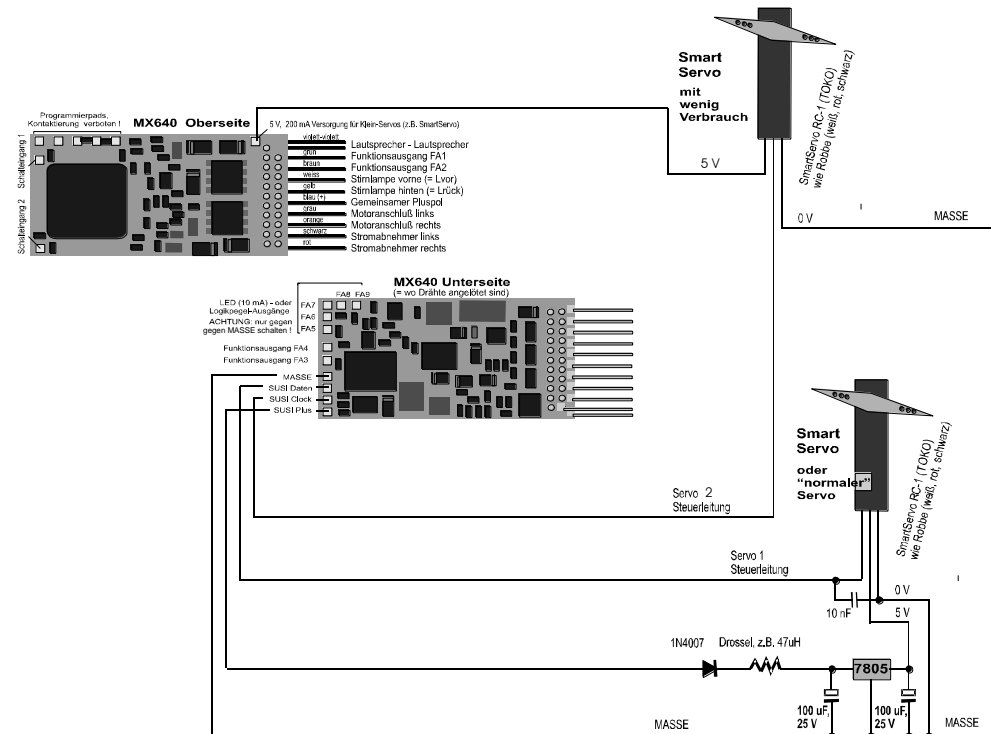 Smart
Servo
mit
wenig
Verbrauch
SmartServo RC-1 (TOKO)
wie Robbe (weiß, rot, schwarz)
5 V
0 V
MASSE
Programmierpads,
Kontaktierung verboten !
MX640 Oberseite
5 V, 200 mA Versorgung für Klein-Servos (z.B. SmartServo)
Schalteingang 1
Schalteingang 2
violett-violett
Lautsprecher - Lautsprecher
grün
Funktionsausgang FA1
braun
Funktionsausgang FA2
weiss
Stirnlampe vorne (= Lvor)
gelb
Stirnlampe hinten (= Lrück)
blau (+)
Gemeinsamer Pluspol
grau
Motoranschluß links
orange
Motoranschluß rechts
schwarz
Stromabnehmer links
rot
Stromabnehmer rechts
MX640 Unterseite
(= wo Drähte angelötet sind)
FA8 FA9
LED (10 mA) - oder
Logikpegel-Ausgänge
ACHTUNG: nur gegen
gegen MASSE schalten !
FA7
FA6
FA5
Funktionsausgang FA4
Funktionsausgang FA3
MASSE
SUSI Daten
SUSI Clock
SUSI Plus
Smart
Servo
oder
"normaler"
Servo
SmartServo RC-1 (TOKO)
wie Robbe (weiß, rot, schwarz)
Servo 2
Steuerleitung
Servo 1
Steuerleitung
10 nF
0 V
5 V
1N4007
Drossel, z.B. 47uH
7805
100 uF,
25 V
100 uF,
25 V
MASSE
MASSE